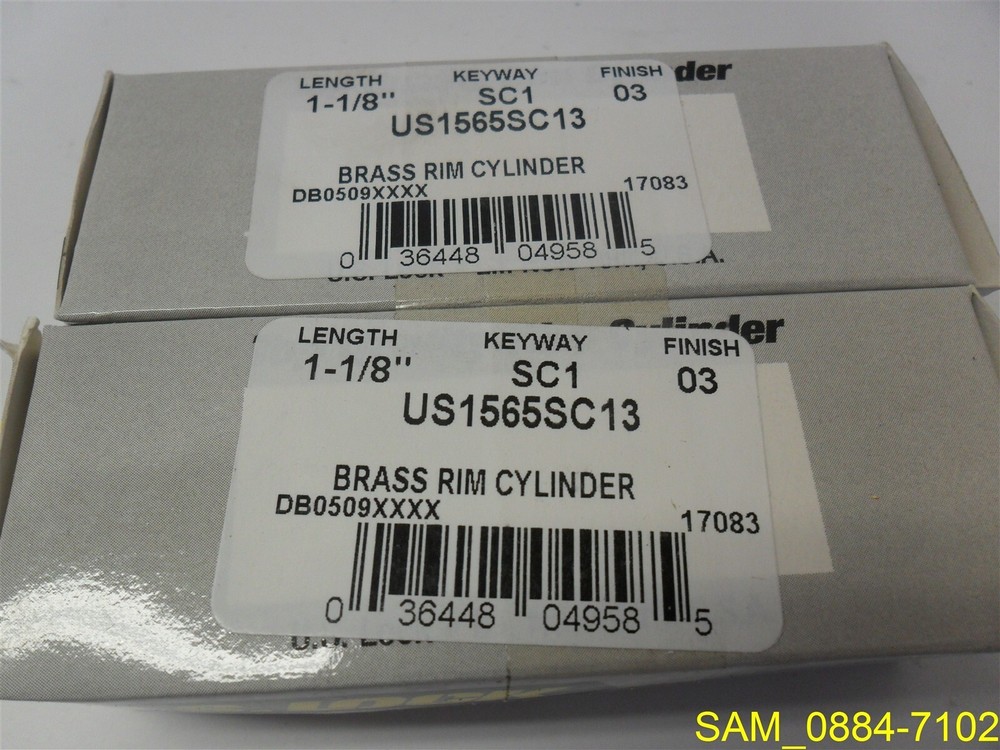 der
LENGTH KEYWAY FINISH
1-1/8" SC1 03
US1565SC13
BRASS RIM CYLINDER
DB0509XXXX 17083
0 36448 04958 5
Cylinder
LENGTH KEYWAY FINISH
1-1/8" SC1 03
US1565SC13
BRASS RIM CYLINDER
DB0509XXXX 17083
0 36448 04958 5
SAM_0884-7102